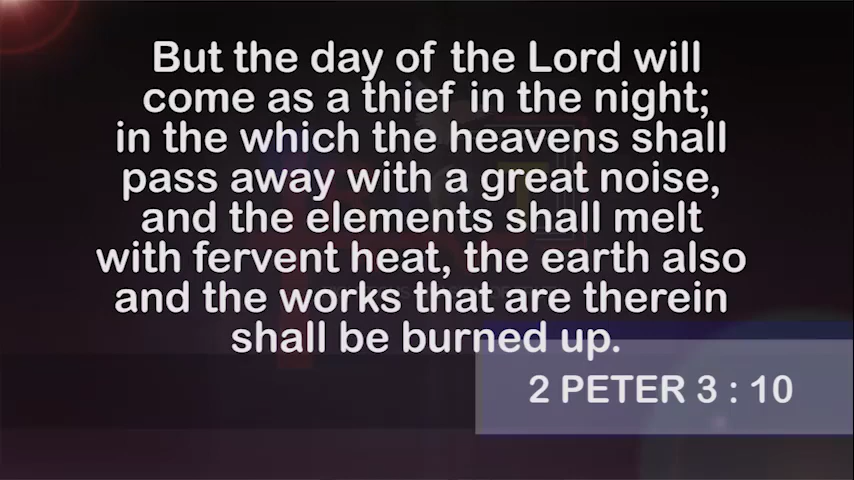 But the day of the Lord will
come as a thief in the night;
in the which the heavens shall
pass away with a great noise,
and the elements shall melt
with fervent heat, the earth also
and the works that are therein
shall be burned up.
2 PETER 3 : 10